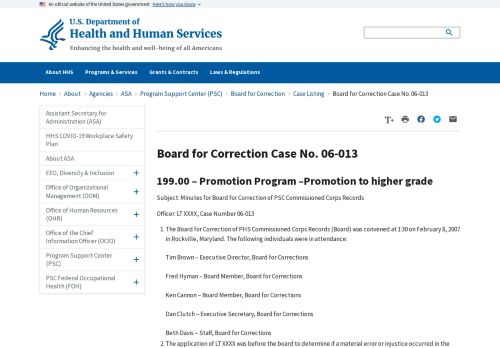 An official website of the United States government Here's how you know
U.S. Department of
Health and Human Services
Enhancing the health and well-being of all Americans
About HHS Programs & Services Grants & Contracts Laws & Regulations
Home > About > Agencies > ASA > Program Support Center (PSC) > Board for Correction > Case Listing > Board for Correction Case No. 06-013
Assistant Secretary for
Administration (ASA)
HHS COVID-19 Workplace Safety
Plan
About ASA
EEO, Diversity & Inclusion
Office of Organizational
Management (OOM)
Office of Human Resources
(OHR)
Office of the Chief
Information Officer (OCIO)
Program Support Center
(PSC)
PSC Federal Occupational
Health (FOH)
T+
Board for Correction Case No. 06-013
199.00 – Promotion Program –Promotion to higher grade
Subject: Minutes for Board for Correction of PSC Commissioned Corps Records
Officer: LT XXXX, Case Number 06-013
1. The Board for Correction of PHS Commissioned Corps Records (Board) was convened at 1:30 on February 8, 2007
in Rockville, Maryland. The following individuals were in attendance:
Tim Brown – Executive Director, Board for Corrections
Fred Hyman – Board Member, Board for Corrections
Ken Cannon – Board Member, Board for Corrections
Dan Clutch – Executive Secretary, Board for Corrections
Beth Davis – Staff, Board for Corrections
2. The application of LT XXXX was before the board to determine if a material error or injustice occurred in the